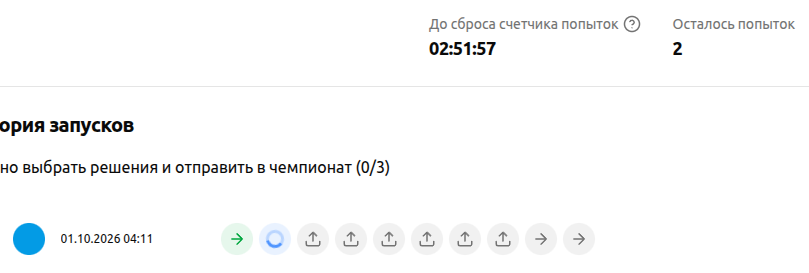 До сброса счетчика попыток ?
Осталось попыток
02:51:57
2
ория запусков
но выбрать решения и отправить в чемпионат (0/3)
01.10.2026 04:11